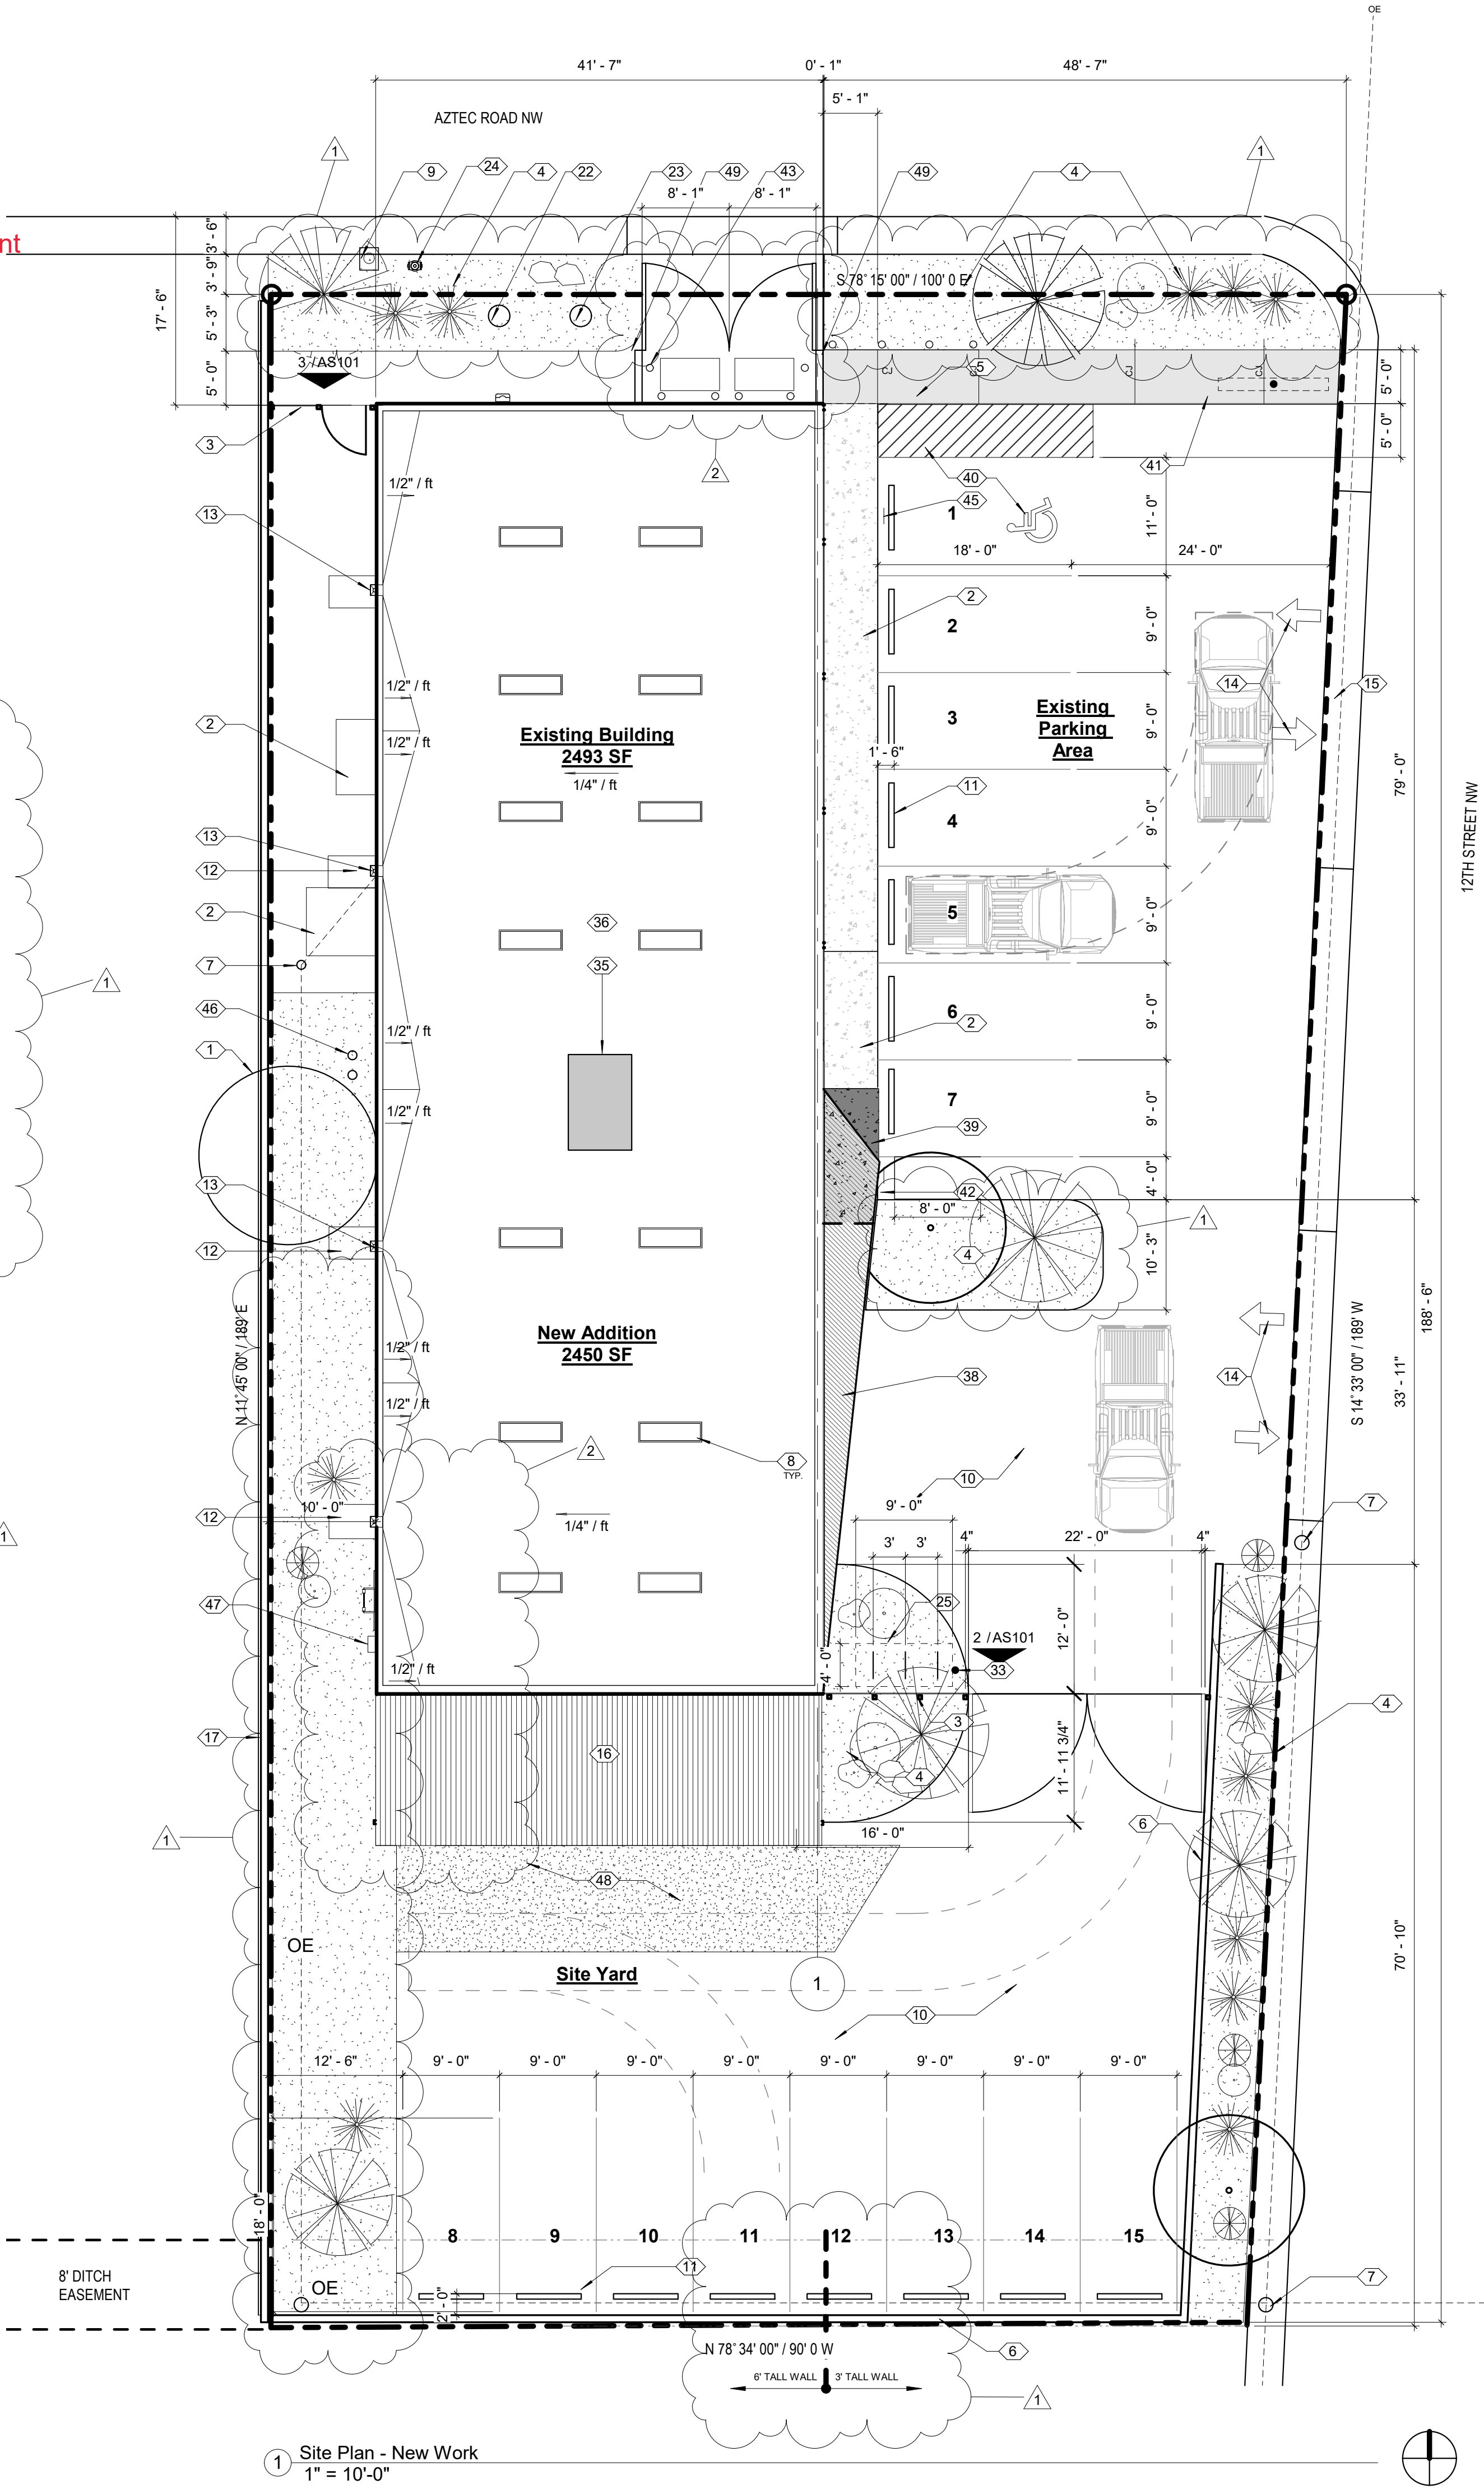 OE
41' - 7"
0' - 1"
48' - 7"
5' - 1"
AZTEC ROAD NW
1
9
24
4
22
23
49
43
49
4
1
8' - 1"
8' - 1"
nt
3' - 6"
3' - 9"
17' - 6"
5' - 3"
5' - 0"
S 78° 15' 00" / 100' 0 E
3 /AS101
CJ
CJ
CJ
5
5' - 0"
5' - 0"
3
2
41
40
45
1/2" / ft
13
1
11' - 0"
18' - 0"
24' - 0"
2
2
9' - 0"
14
15
1/2" / ft
2
1/2" / ft
Existing Building
2493 SF
1/4" / ft
3
Existing
Parking
Area
9' - 0"
1' - 6"
11
4
9' - 0"
79' - 0"
12TH STREET NW
13
12
2
7
36
35
5
9' - 0"
1
46
1
1/2" / ft
6
2
9' - 0"
1/2" / ft
7
39
9' - 0"
13
12
42
8' - 0"
4
4' - 0"
10' - 3"
1
N 11° 45' 00" / 189' E
New Addition
2450 SF
1/2" / ft
1/2" / ft
38
14
S 14° 33' 00" / 189' W
33' - 11"
188' - 6"
2
8
TYP.
10
9' - 0"
7
1
10' - 0"
12
1/4" / ft
3'
3'
4"
22' - 0"
4"
47
25
12' - 0"
2 /AS101
33
4' - 0"
1/2" / ft
17
16
3
4
4
11' - 11 3/4"
16' - 0"
6
1
48
OE
Site Yard
1
10
70' - 10"
12' - 6"
9' - 0"
9' - 0"
9' - 0"
9' - 0"
9' - 0"
9' - 0"
9' - 0"
9' - 0"
18' - 0"
8
9
10
11
12
13
14
15
8' DITCH
EASEMENT
OE
11
2' - 0"
7
6
N 78° 34' 00" / 90' 0 W
6' TALL WALL
3' TALL WALL
1
1
Site Plan - New Work
1" = 10'-0"